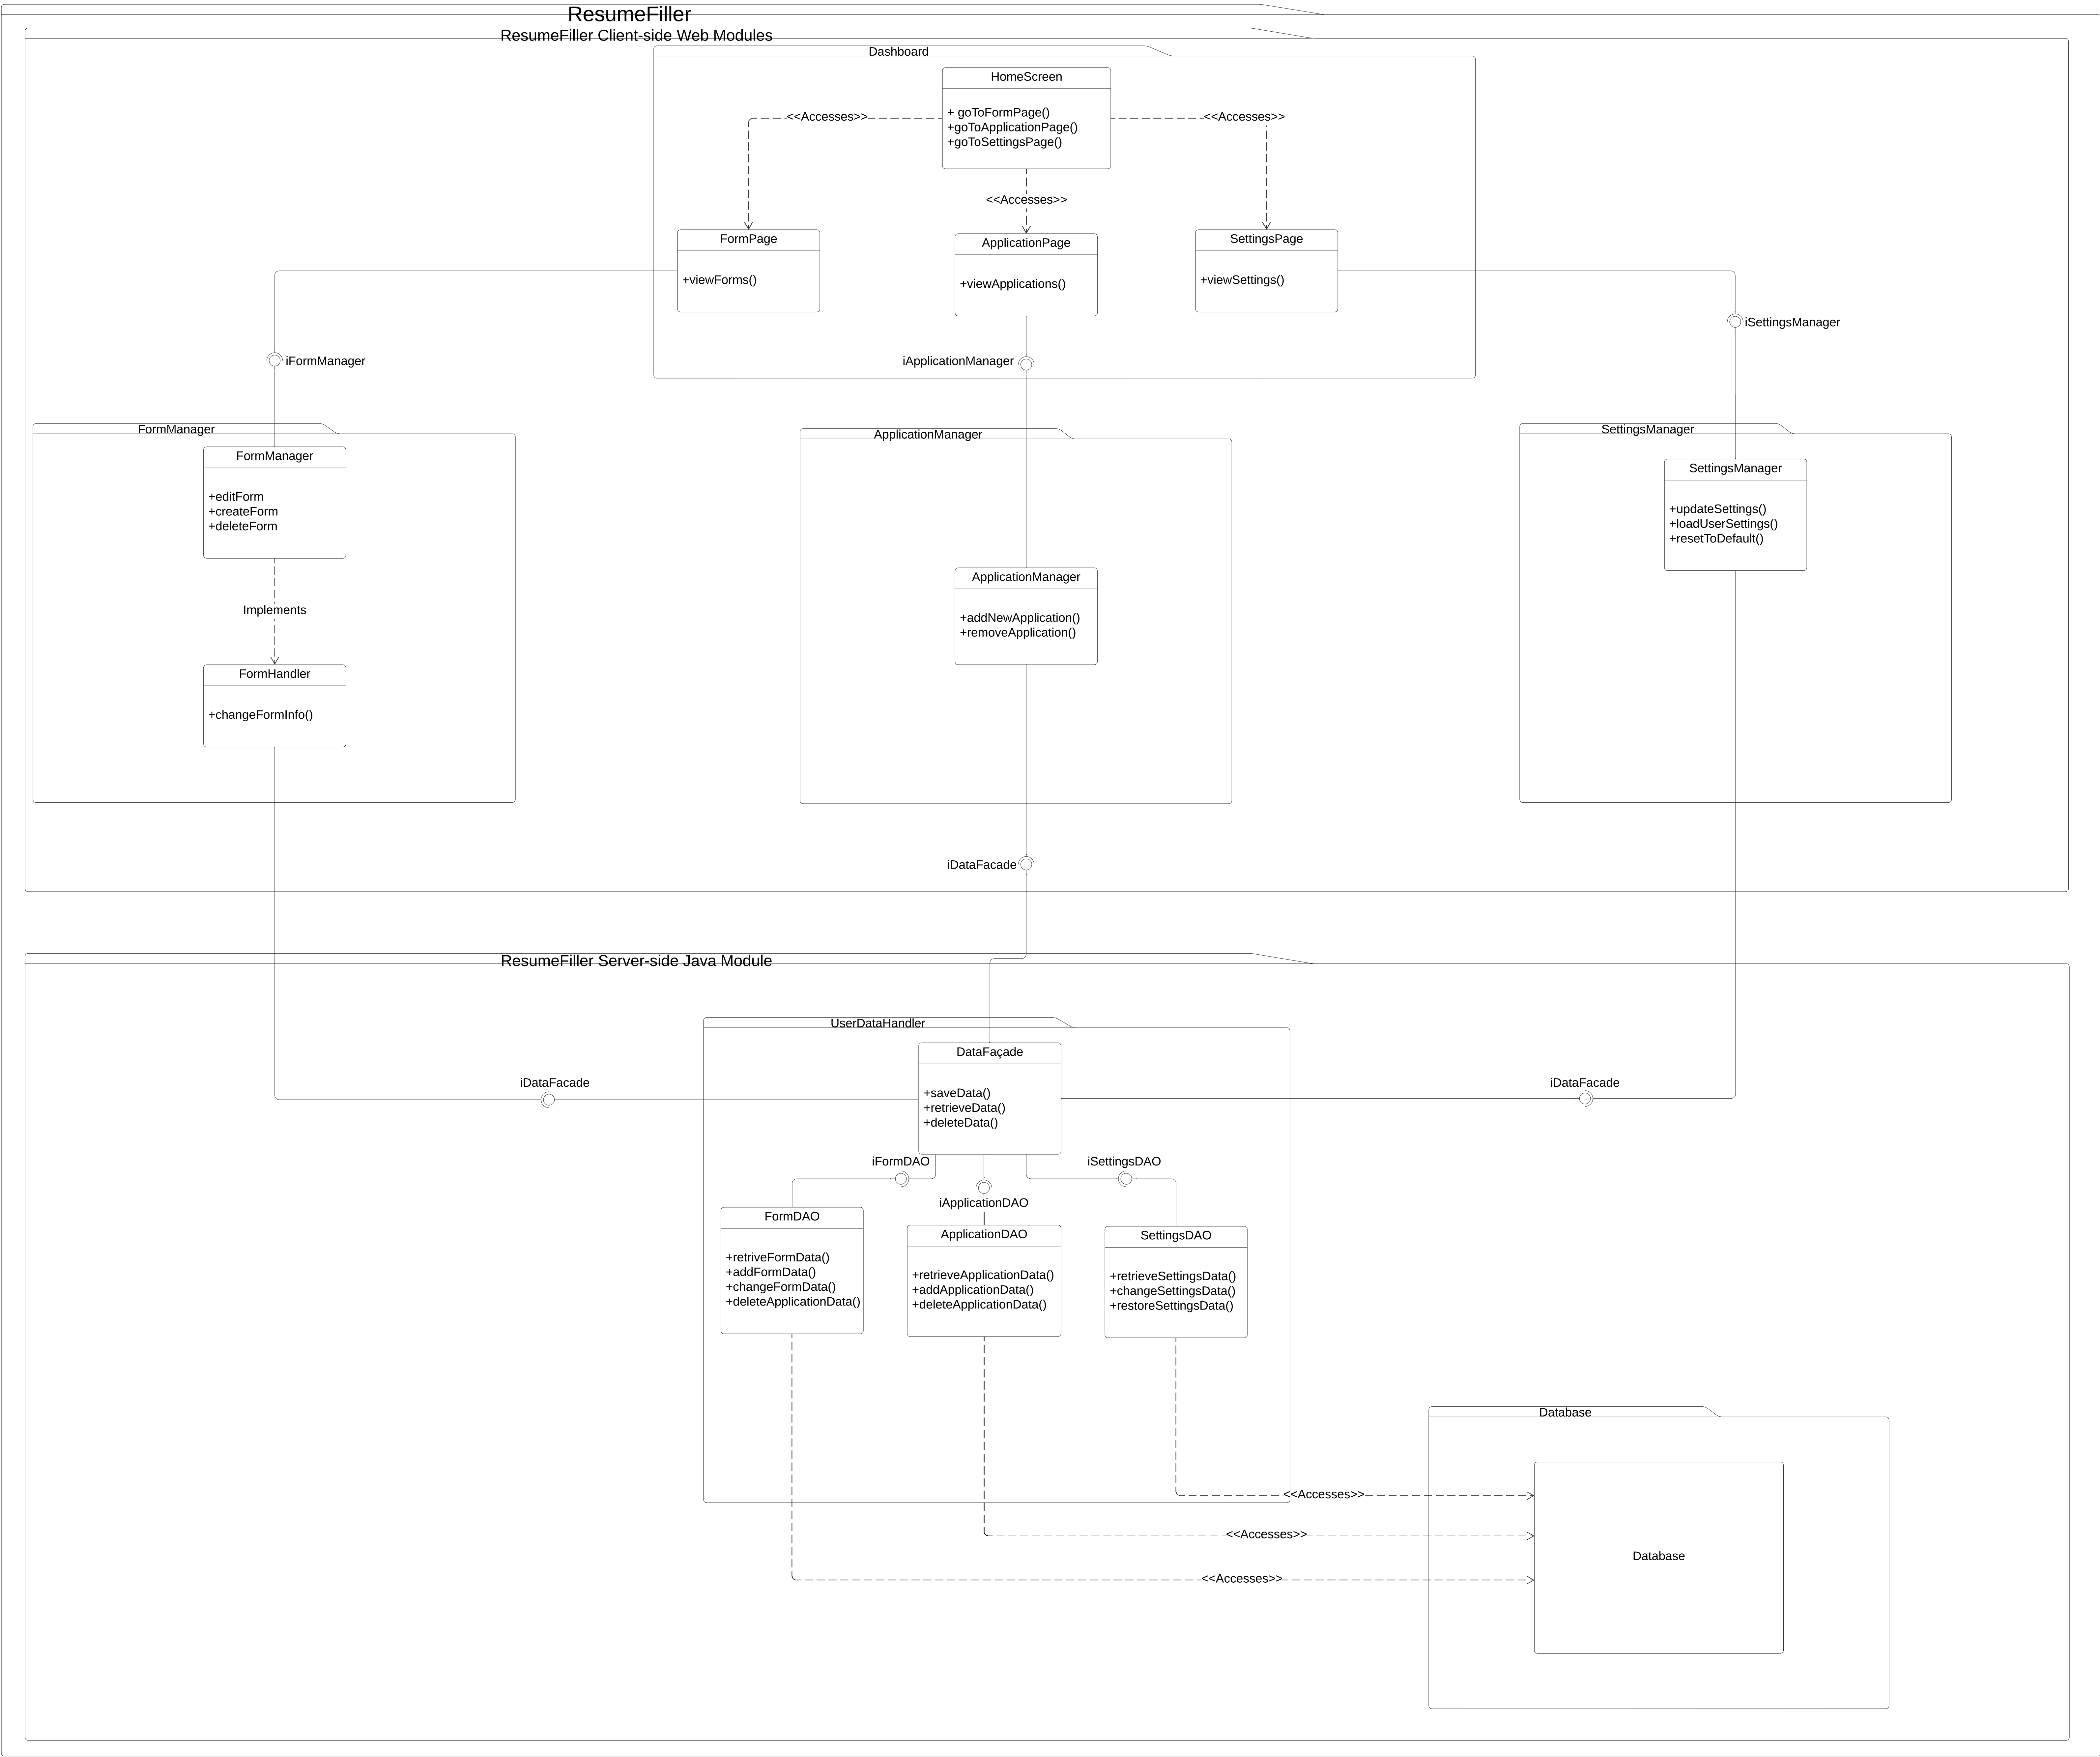 ResumeFiller
ResumeFiller Client-side Web Modules
Dashboard
HomeScreen
+ goToFormPage()
+goToApplicationPage()
+goToSettingsPage()
<<Accesses>>
<<Accesses>>
<<Accesses>>
FormPage
+viewForms()
ApplicationPage
+viewApplications()
SettingsPage
+viewSettings()
iFormManager
iApplicationManager
iSettingsManager
FormManager
FormManager
+editForm
+createForm
+deleteForm
Implements
FormHandler
+changeFormInfo()
ApplicationManager
ApplicationManager
+addNewApplication()
+removeApplication()
SettingsManager
SettingsManager
+updateSettings()
+loadUserSettings()
+resetToDefault()
iDataFacade
ResumeFiller Server-side Java Module
UserDataHandler
DataFaçade
+saveData()
+retrieveData()
+deleteData()
iDataFacade
iDataFacade
iFormDAO
iApplicationDAO
iSettingsDAO
FormDAO
+retriveFormData()
+addFormData()
+changeFormData()
+deleteApplicationData()
ApplicationDAO
+retrieveApplicationData()
+addApplicationData()
+deleteApplicationData()
SettingsDAO
+retrieveSettingsData()
+changeSettingsData()
+restoreSettingsData()
Database
<<Accesses>>
<<Accesses>>
<<Accesses>>
Database